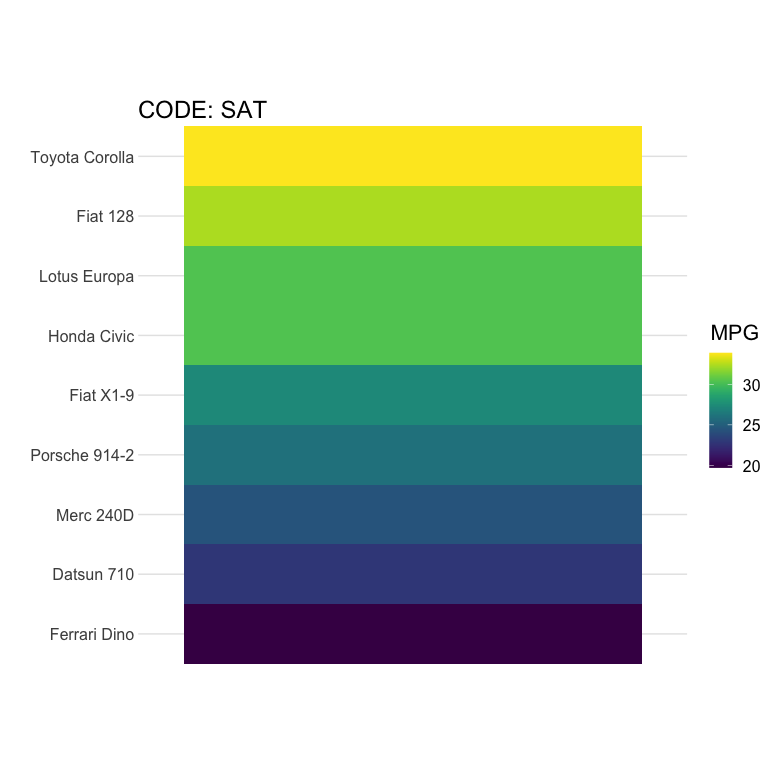 CODE: SAT
Toyota Corolla
Fiat 128
Lotus Europa
Honda Civic
Fiat X1-9
Porsche 914-2
Merc 240D
Datsun 710
Ferrari Dino
MPG
30
25
20